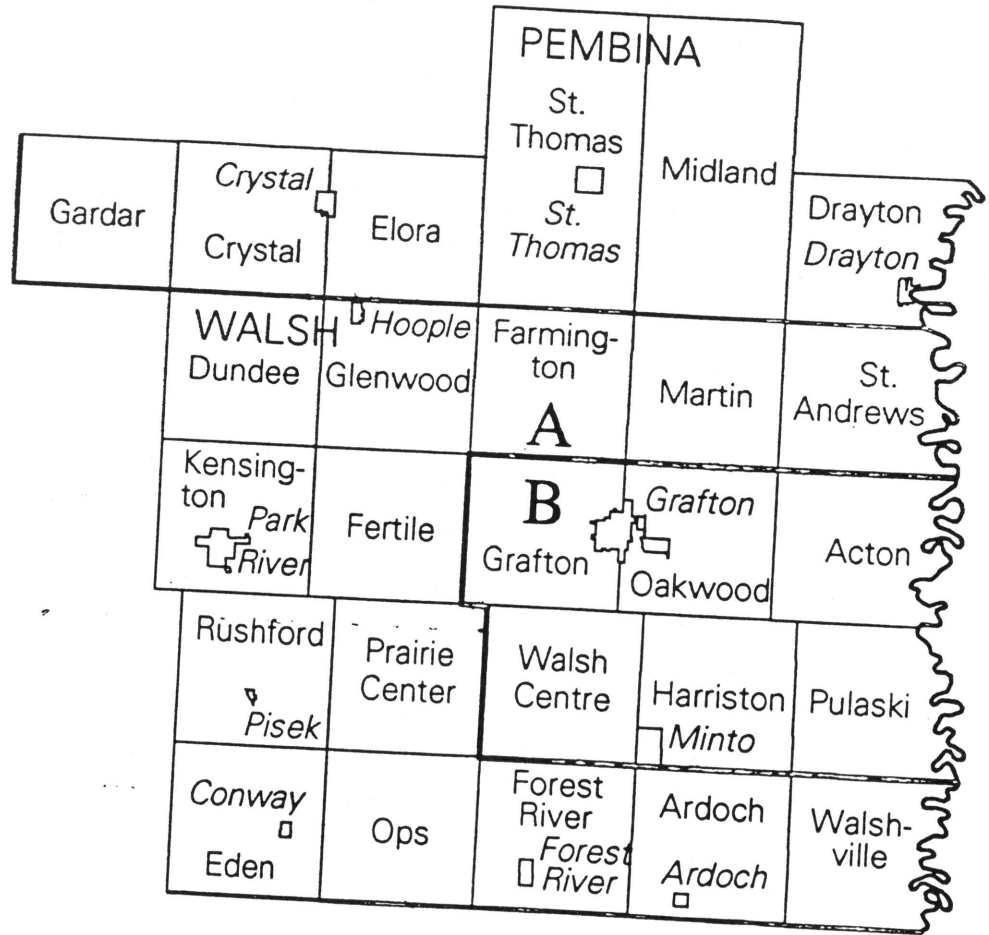 PEMBINA
St.
Thomas
St.
Thomas
Midland
Gardar
Crystal
Crystal
Elora
Drayton
Drayton
WALSH
Dundee
Hoople
Glenwood
Farming-
ton
A
Martin
St.
Andrews
Kensing-
ton
Park
River
Fertile
B
Grafton
Grafton
Oakwood
Acton
Rushford
Pisek
Prairie
Center
Walsh
Centre
Harriston
Minto
Pulaski
Conway
Eden
Ops
Forest
River
Forest
River
Ardoch
Ardoch
Walsh-
ville